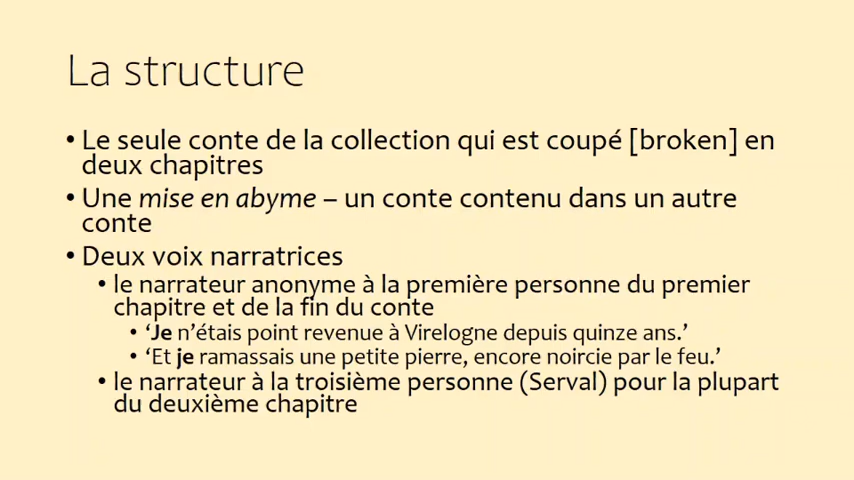 La structure
• Le seule conte de la collection qui est coupé [broken] en
deux chapitres
• Une mise en abyme – un conte contenu dans un autre
conte
• Deux voix narratrices
• le narrateur anonyme à la première personne du premier
chapitre et de la fin du conte
• ‘Je n’étais point revenue à Virelogne depuis quinze ans.’
• ‘Et je ramassais une petite pierre, encore noircie par le feu.’
• le narrateur à la troisième personne (Serval) pour la plupart
du deuxième chapitre